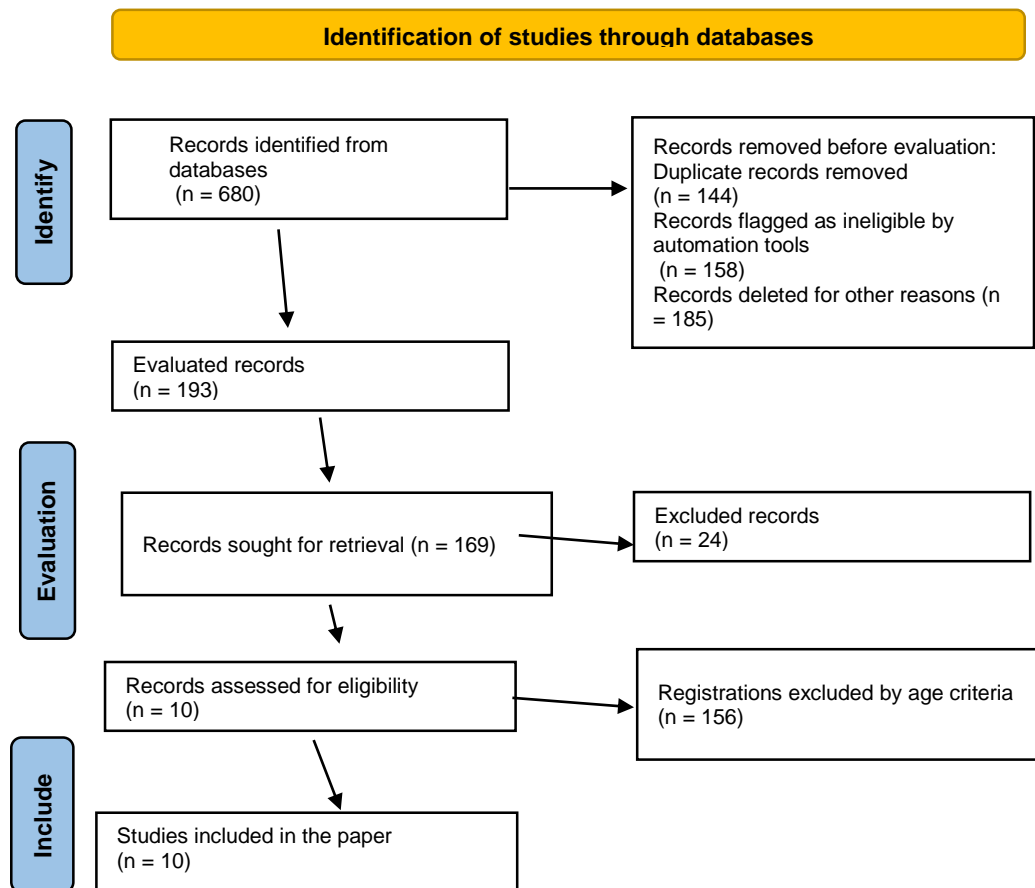 Identification of studies through databases
Identify
Records identified from
databases
(n = 680)
Records removed before evaluation:
Duplicate records removed
(n = 144)
Records flagged as ineligible by
automation tools
(n = 158)
Records deleted for other reasons (n
= 185)
Evaluated records
(n = 193)
Evaluation
Records sought for retrieval (n = 169)
Excluded records
(n = 24)
Records assessed for eligibility
(n = 10)
Registrations excluded by age criteria
(n = 156)
Include
Studies included in the paper
(n = 10)